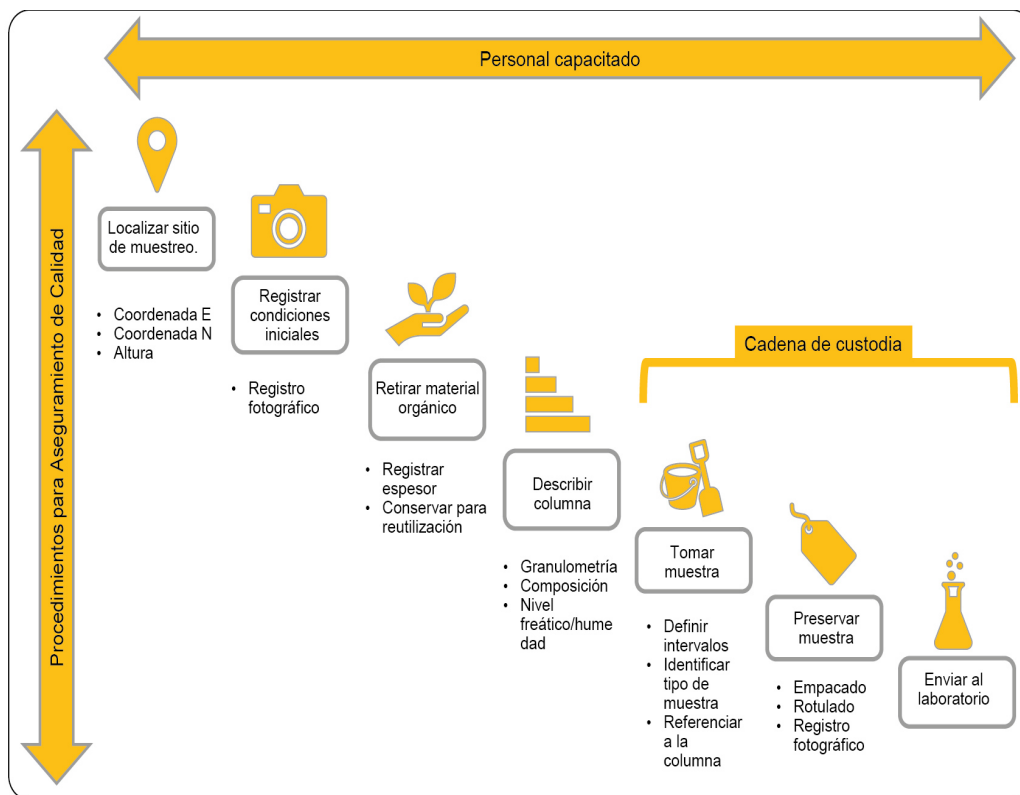 Personal capacitado
Procedimientos para Aseguramiento de Calidad
Localizar sitio
de muestreo.
• Coordenada E
• Coordenada N
• Altura
Registrar
condiciones
iniciales
• Registro
fotográfico
Retirar material
orgánico
• Registrar
espesor
• Conservar para
reutilización
Describir
columna
• Granulometría
• Composición
• Nivel
freático/hume
dad
Cadena de custodia
Tomar
muestra
• Definir
intervalos
• Identificar
tipo de
muestra
• Referenciar
a la
columna
Preservar
muestra
• Empacado
• Rotulado
• Registro
fotográfico
Enviar al
laboratorio